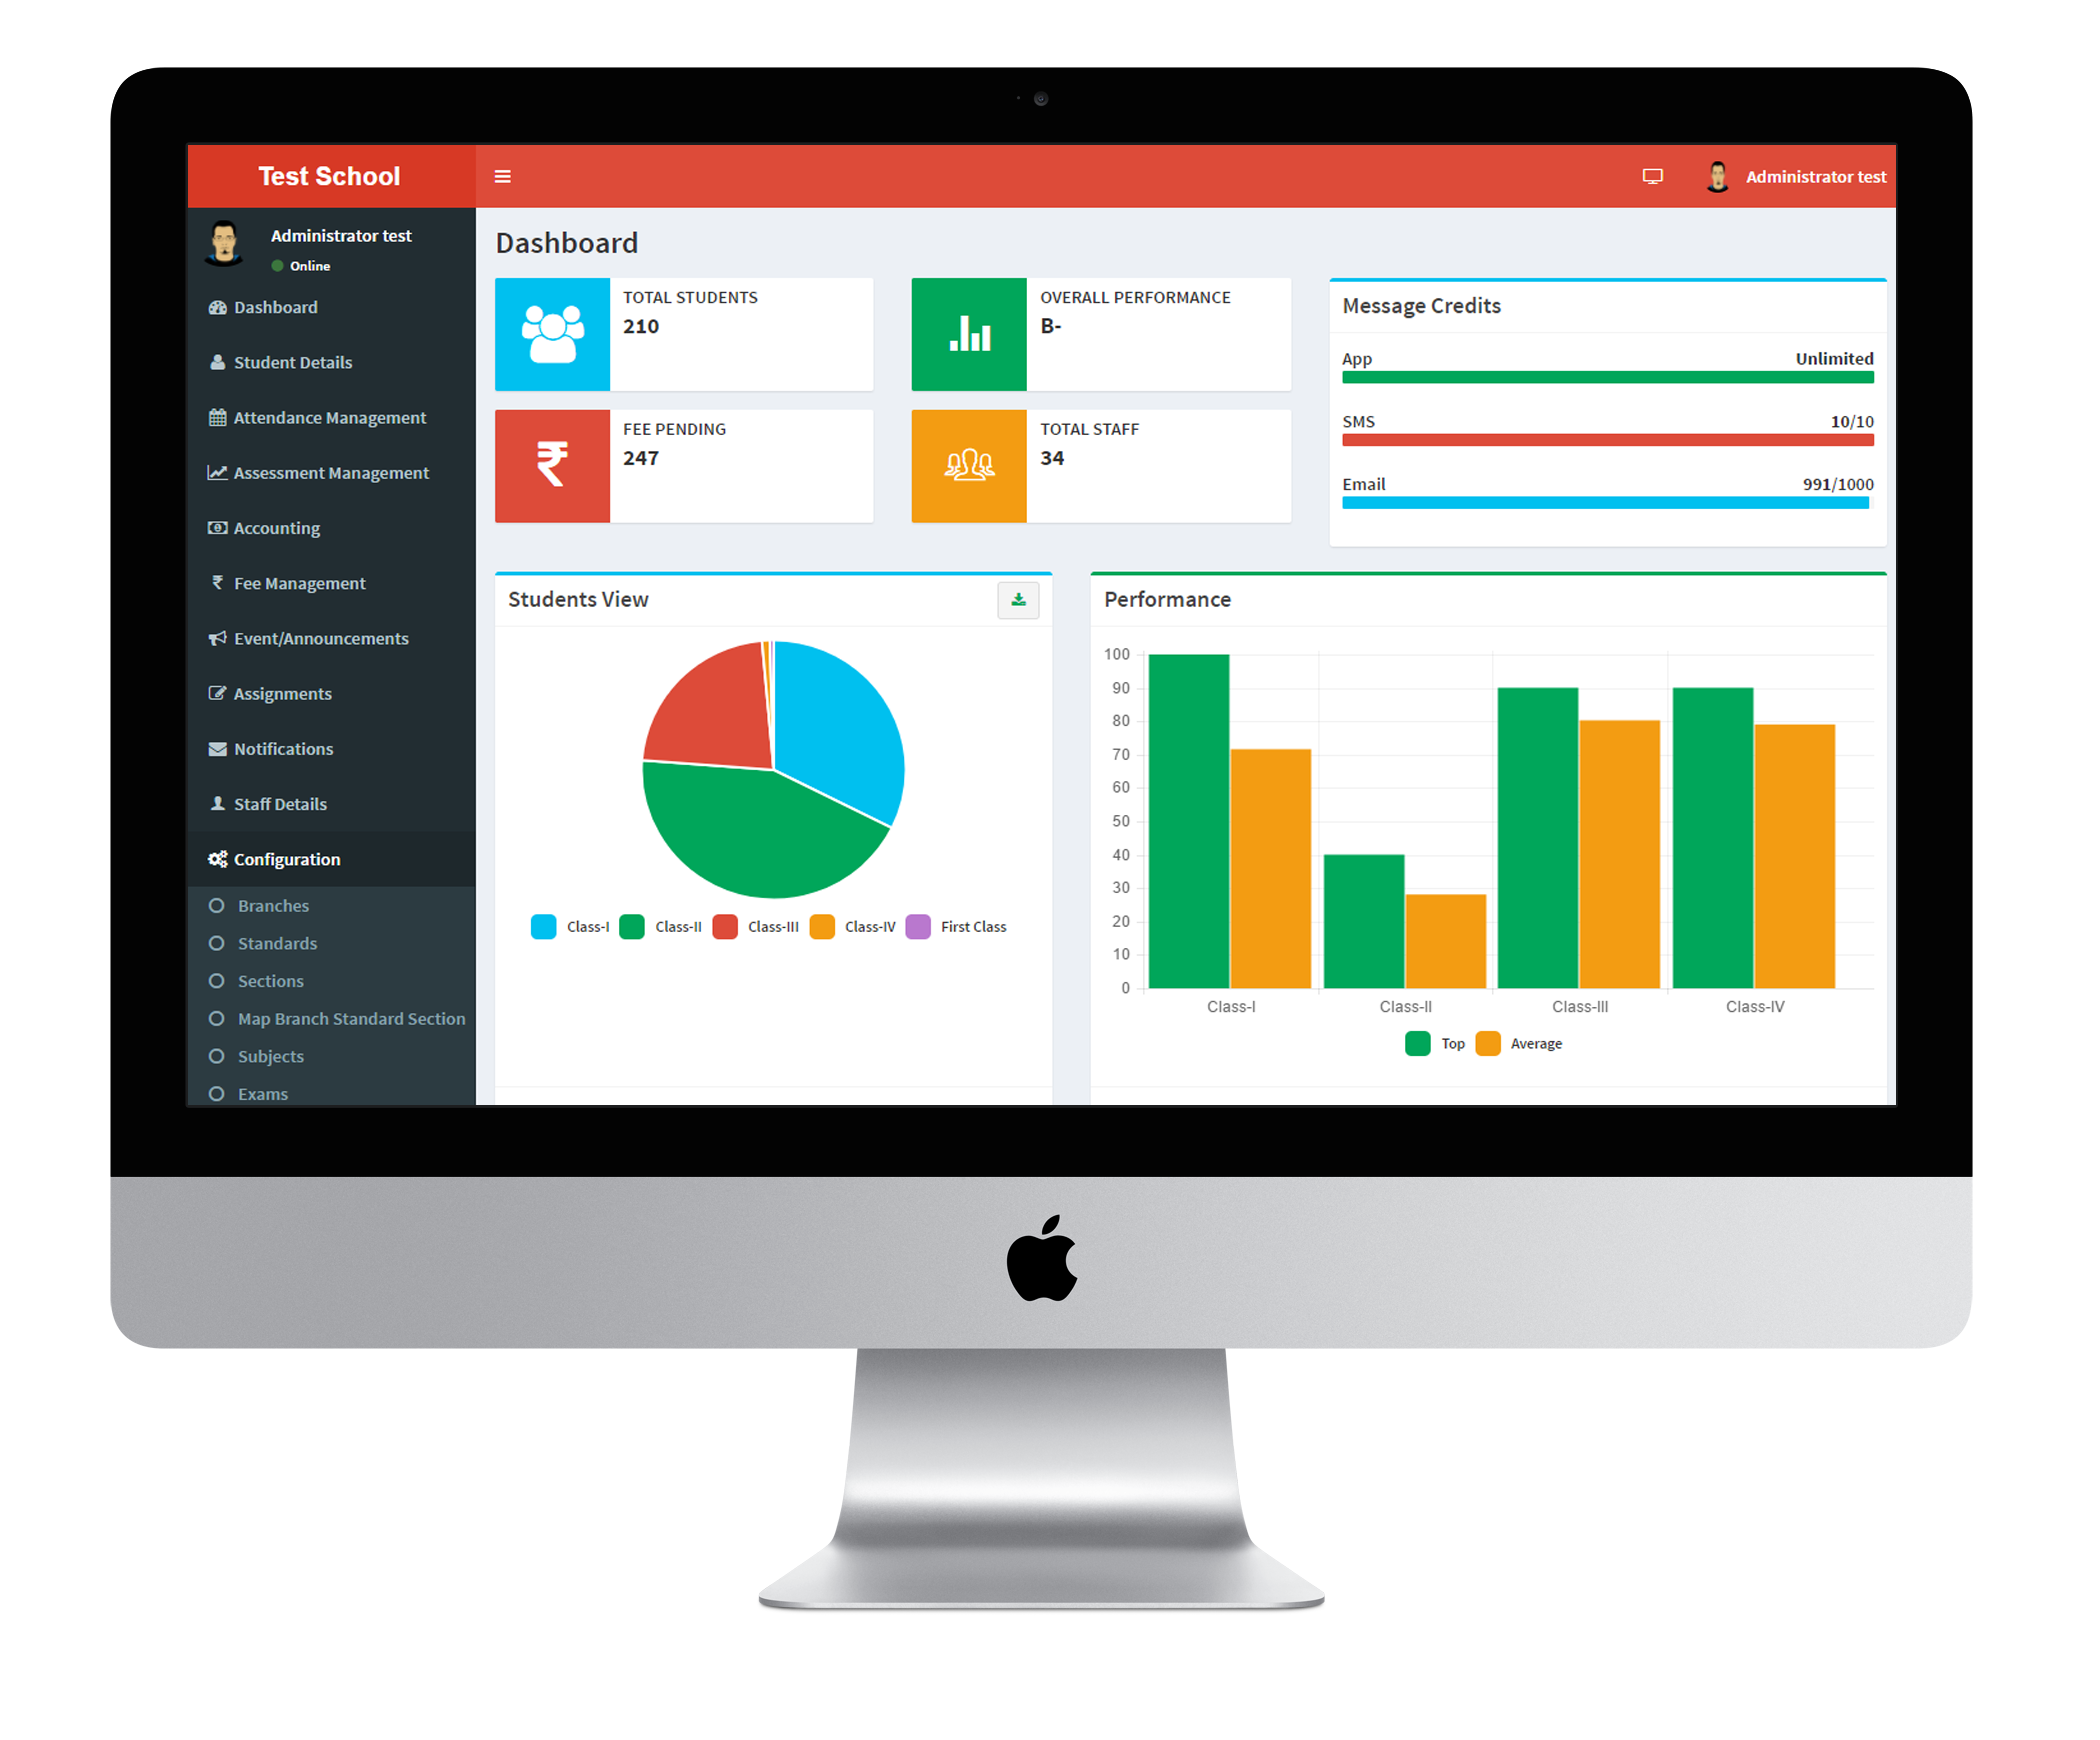 Test School
Administrator test
Administrator test
Online
Dashboard
Student Details
Attendance Management
Assessment Management
Accounting
Fee Management
Event/Announcements
Assignments
Notifications
Staff Details
Configuration
Branches
Standards
Sections
Map Branch Standard Section
Subjects
Exams
Dashboard
TOTAL STUDENTS
210
OVERALL PERFORMANCE
B-
FEE PENDING
247
TOTAL STAFF
34
Message Credits
App Unlimited
SMS 10/10
Email 991/1000
Students View
Class-I Class-II Class-III Class-IV First Class
Performance
100
90
80
70
60
50
40
30
20
10
0
Class-I Class-II Class-III Class-IV
Top Average